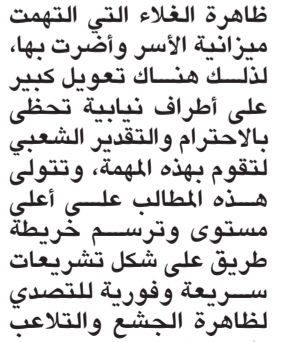 ظاهرة الغلاء التي التهمت
ميزانية الأسر وأضرت بها،
لذلك هناك تعويل كبير
على أطراف نيابية تحظى
بالاحترام والتقدير الشعبي
لتقوم بهذه المهمة، وتتولى
هذه المطالب على أعلى
مستوى وترسم خريطة
طريق على شكل تشريعات
سريعة وفورية للتصدي
لظاهرة الجشع والتلاعب